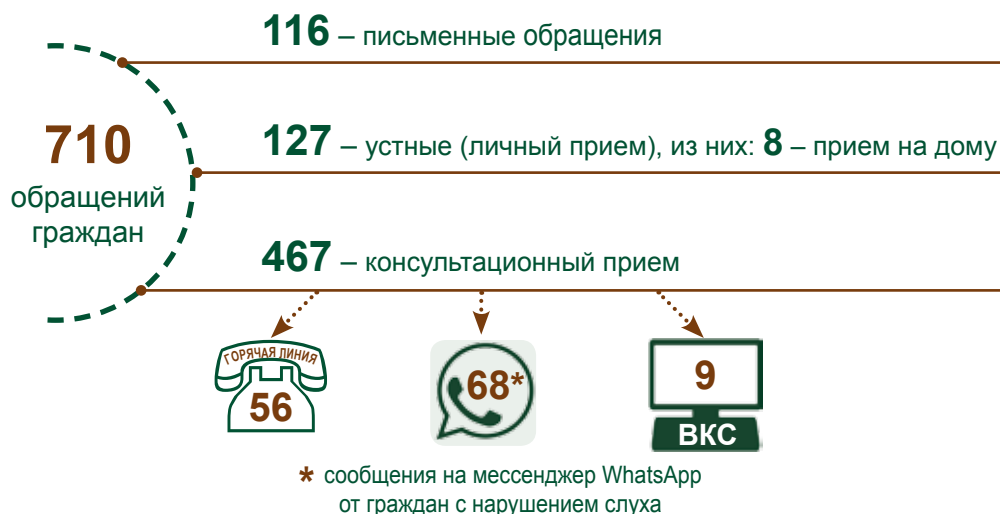 116 – письменные обращения
710
обращений
граждан
127 – устные (личный прием), из них: 8 – прием на дому
467 – консультационный прием
ГОРЯЧАЯ ЛИНИЯ
56
68*
9
ВКС
* сообщения на мессенджер WhatsApp
от граждан с нарушением слуха